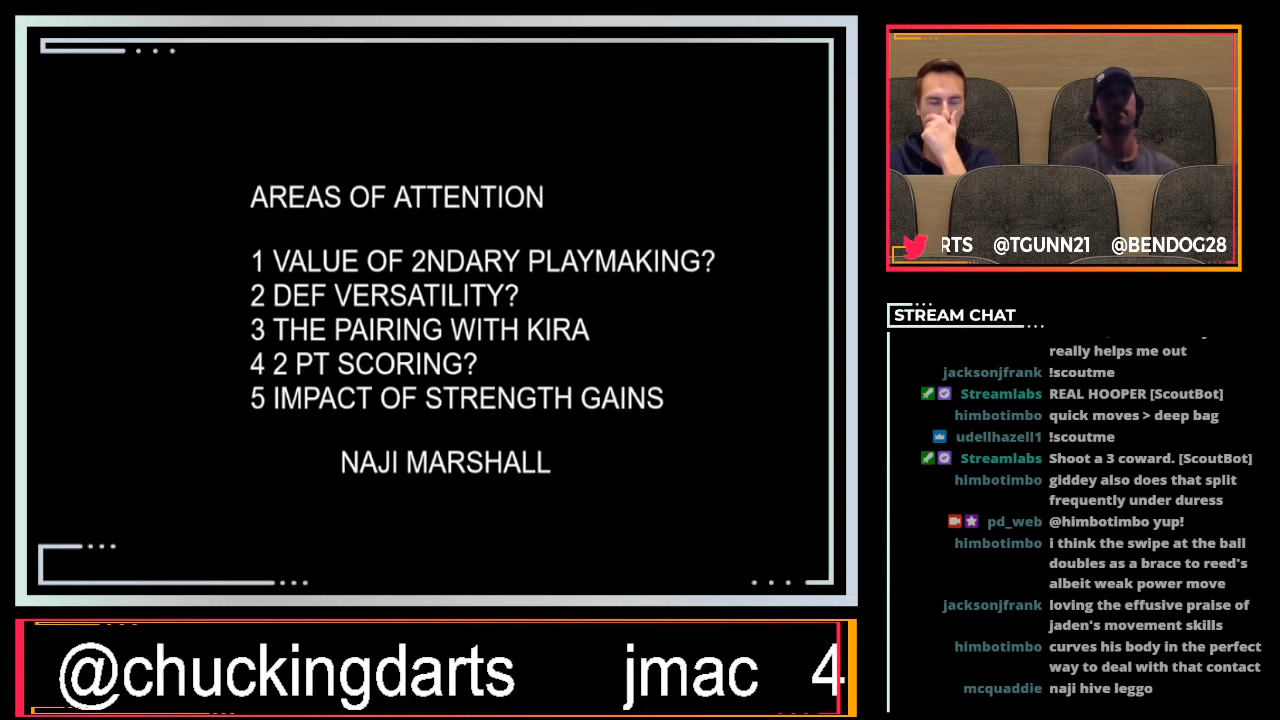 AREAS OF ATTENTION
1 VALUE OF 2NDARY PLAYMAKING?
2 DEF VERSATILITY?
3 THE PAIRING WITH KIRA
4 2 PT SCORING?
5 IMPACT OF STRENGTH GAINS
NAJI MARSHALL
@chuckingdarts jmac 4
RTS @TGUNN21 @BENDOG28
STREAM CHAT
really helps me out
jacksonjfrank !scoutme
Streamlabs REAL HOOPER [ScoutBot]
himbotimbo quick moves > deep bag
udellhazell1 !scoutme
Streamlabs Shoot a 3 coward. [ScoutBot]
himbotimbo giddey also does that split
frequently under duress
pd_web @himbotimbo yup!
himbotimbo i think the swipe at the ball
doubles as a brace to reed's
albeit weak power move
jacksonjfrank loving the effusive praise of
jaden's movement skills
himbotimbo curves his body in the perfect
way to deal with that contact
mcquaddie naji hive leggo